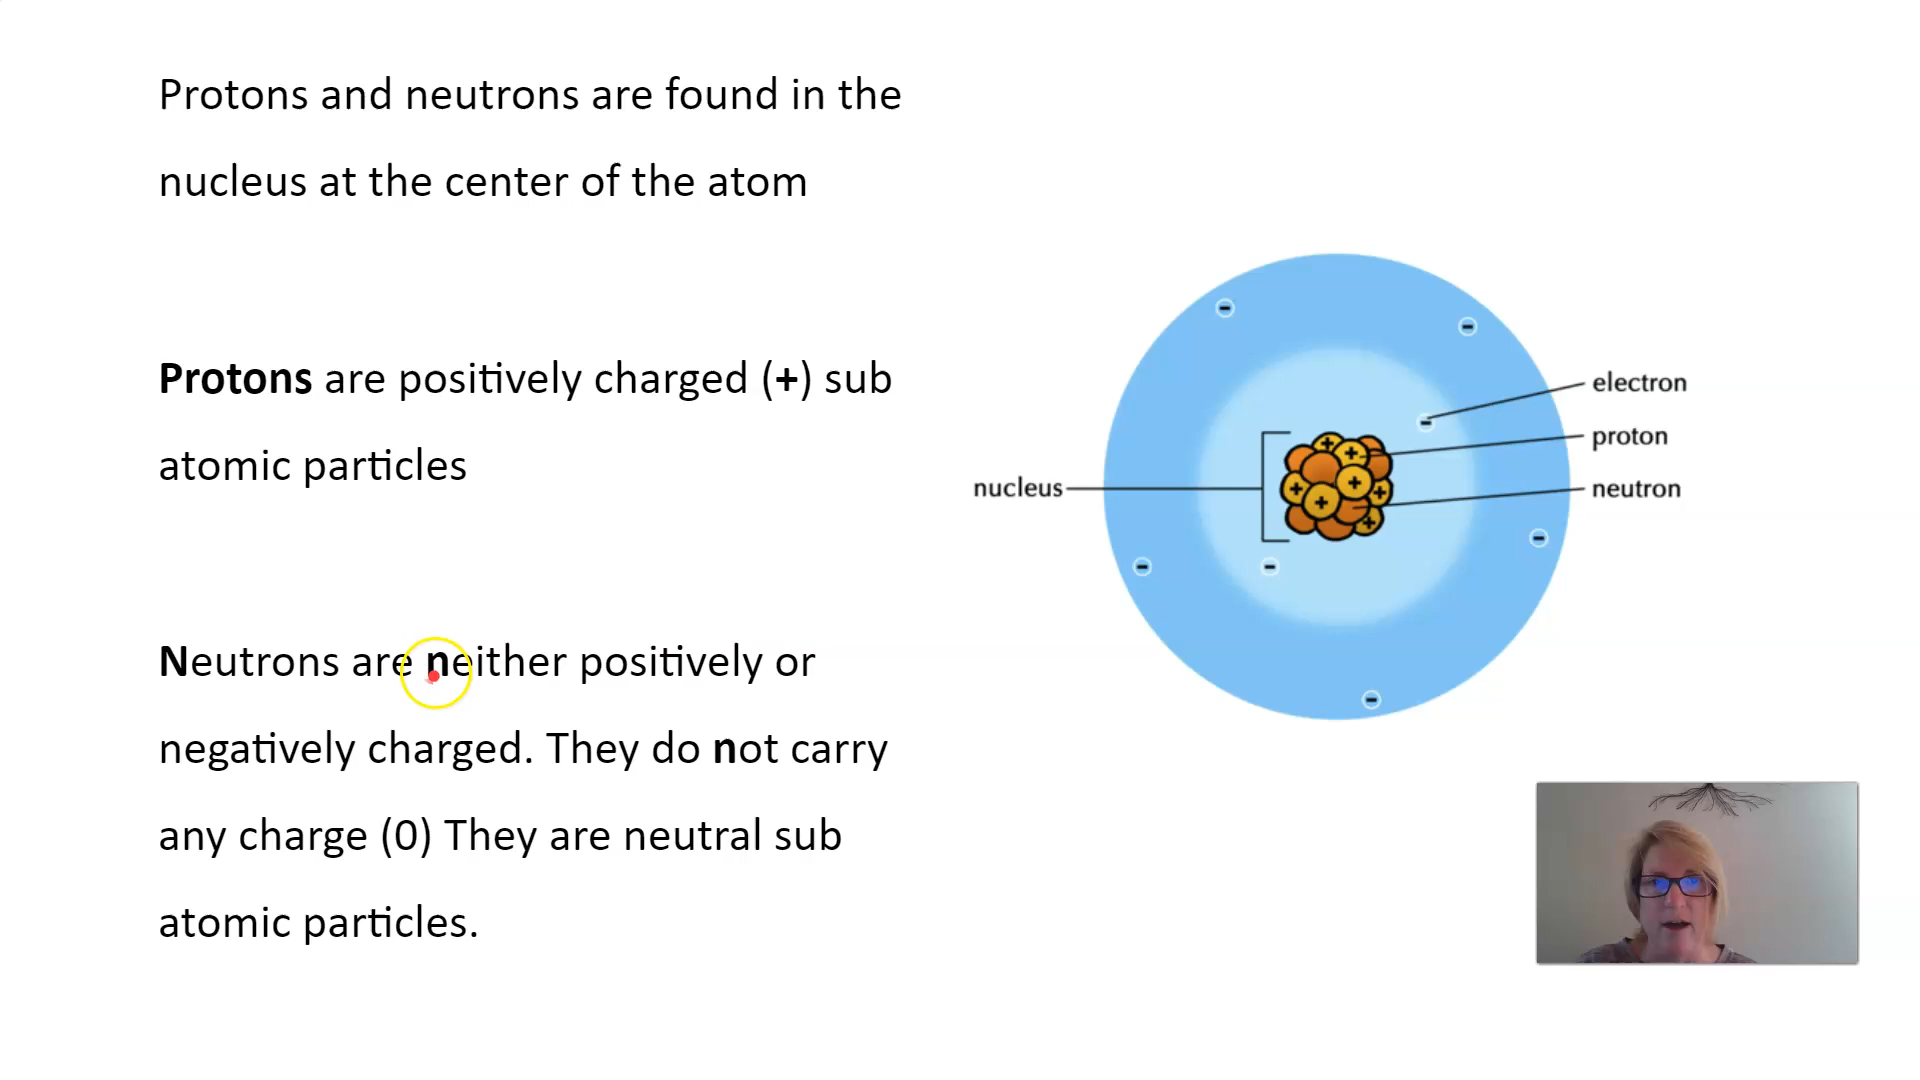 Protons and neutrons are found in the
nucleus at the center of the atom
Protons are positively charged (+) sub
atomic particles
Neutrons are neither positively or
negatively charged. They do not carry
any charge (0) They are neutral sub
atomic particles.
electron
proton
nucleus
neutron